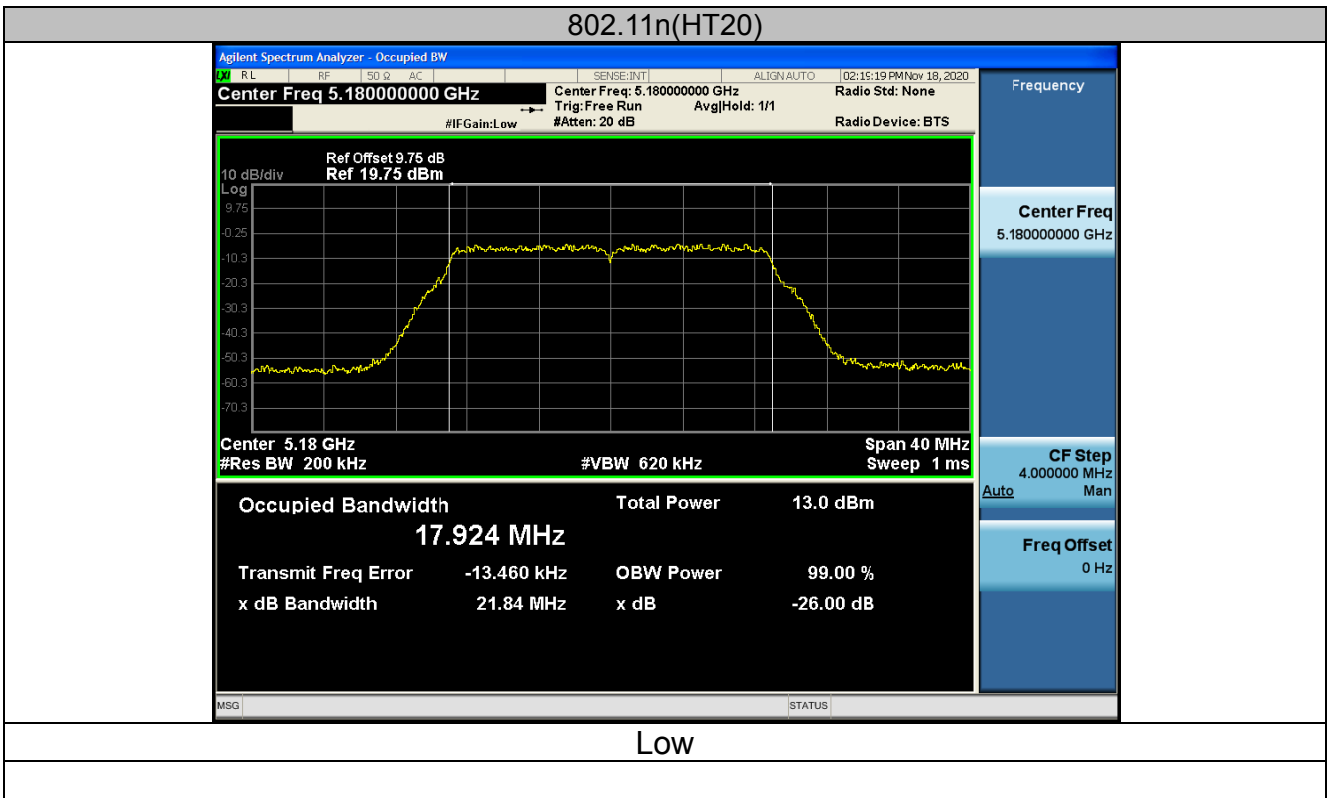 802.11n(HT20)
Agilent Spectrum Analyzer - Occupied BW
LXI RL RF 50 Ω AC SENSE:INT ALIGN AUTO 02:15:19 PM Nov 18, 2020
Center Freq 5.180000000 GHz
Center Freq: 5.180000000 GHz
Radio Std: None
Trig:Free Run Avg|Hold: 1/1
#IFGain:Low
#Atten: 20 dB
Radio Device: BTS
Frequency
Ref Offset 9.75 dB
10 dB/div Ref 19.75 dBm
Log
9.75
-0.25
-10.3
-20.3
-30.3
-40.3
-50.3
-60.3
-70.3
Center 5.18 GHz Span 40 MHz
#Res BW 200 kHz #VBW 620 kHz Sweep 1 ms
Center Freq
5.180000000 GHz
CF Step
4.000000 MHz
Auto Man
Freq Offset
0 Hz
Occupied Bandwidth Total Power 13.0 dBm
17.924 MHz
Transmit Freq Error -13.460 kHz OBW Power 99.00 %
x dB Bandwidth 21.84 MHz x dB -26.00 dB
MSG STATUS
Low